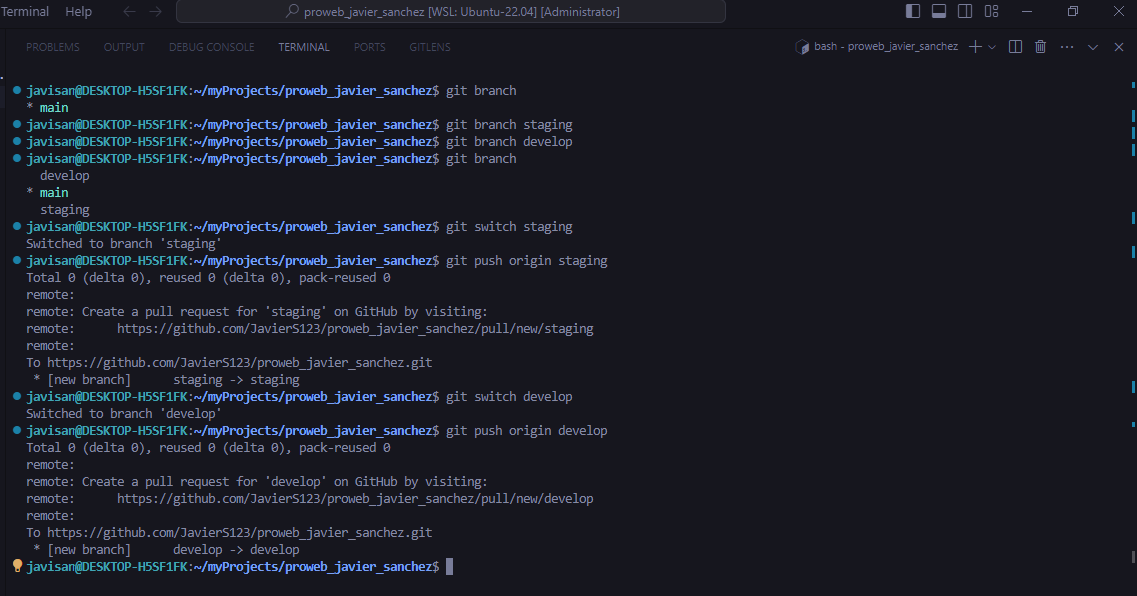 Terminal Help proweb_javier_sanchez [WSL: Ubuntu-22.04] [Administrator]
PROBLEMS OUTPUT DEBUG CONSOLE TERMINAL PORTS GITLENS bash - proweb_javier_sanchez
javisan@DESKTOP-H5SF1FK:~/myProjects/proweb_javier_sanchez$ git branch
* main
javisan@DESKTOP-H5SF1FK:~/myProjects/proweb_javier_sanchez$ git branch staging
javisan@DESKTOP-H5SF1FK:~/myProjects/proweb_javier_sanchez$ git branch develop
javisan@DESKTOP-H5SF1FK:~/myProjects/proweb_javier_sanchez$ git branch
develop
* main
staging
javisan@DESKTOP-H5SF1FK:~/myProjects/proweb_javier_sanchez$ git switch staging
Switched to branch 'staging'
javisan@DESKTOP-H5SF1FK:~/myProjects/proweb_javier_sanchez$ git push origin staging
Total 0 (delta 0), reused 0 (delta 0), pack-reused 0
remote:
remote: Create a pull request for 'staging' on GitHub by visiting:
remote:      https://github.com/JavierS123/proweb_javier_sanchez/pull/new/staging
remote:
To https://github.com/JavierS123/proweb_javier_sanchez.git
* [new branch]      staging -> staging
javisan@DESKTOP-H5SF1FK:~/myProjects/proweb_javier_sanchez$ git switch develop
Switched to branch 'develop'
javisan@DESKTOP-H5SF1FK:~/myProjects/proweb_javier_sanchez$ git push origin develop
Total 0 (delta 0), reused 0 (delta 0), pack-reused 0
remote:
remote: Create a pull request for 'develop' on GitHub by visiting:
remote:      https://github.com/JavierS123/proweb_javier_sanchez/pull/new/develop
remote:
To https://github.com/JavierS123/proweb_javier_sanchez.git
* [new branch]      develop -> develop
javisan@DESKTOP-H5SF1FK:~/myProjects/proweb_javier_sanchez$